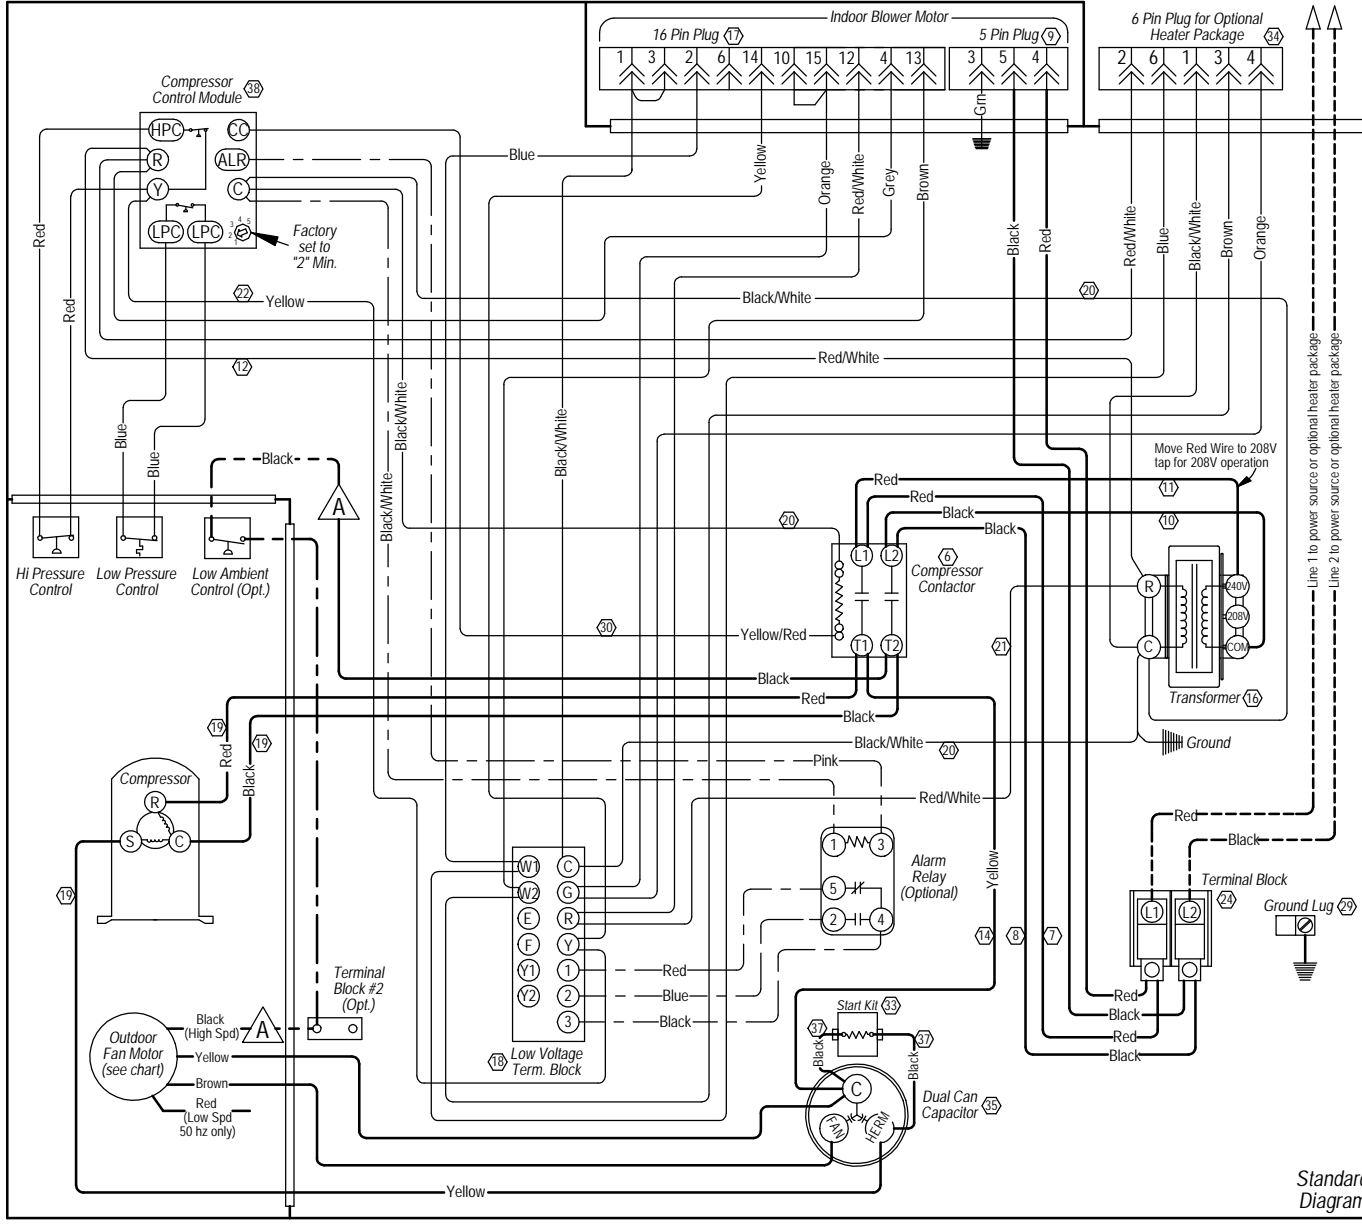 Indoor Blower Motor
16 Pin Plug 17
5 Pin Plug 9
6 Pin Plug for Optional
Heater Package 34
1 3 2 6 14 10 15 12 4 13
3 5 4
2 6 1 3 4
Compressor
Control Module 38
HPC CC
R ALR
Y C
LPC LPC
1 2 3 4 5
Factory
set to
"2" Min.
Grn
Blue
Yellow
Orange
Red/White
Grey
Brown
Black
Red
Red/White
Blue
Black/White
Brown
Orange
Red
Red
22
Yellow
Black/White
20
12
Red/White
Line 1 to power source or optional heater package
Line 2 to power source or optional heater package
Blue
Blue
Black/White
Black/White
Black/White
Black
A
Move Red Wire to 208V
tap for 208V operation
Red
11
Red
Black
10
Black
20
Hi Pressure
Control
Low Pressure
Control
Low Ambient
Control (Opt.)
L1 L2
6
Compressor
Contactor
T1 T2
30
Yellow/Red
21
R
C
240V
208V
COM
Transformer 16
Black
Red
Black
19
19
Red
Black
Black/White
20
Ground
Pink
Red/White
Compressor
R
S C
19
W1 C
W2 G
E R
F Y
Y1 1
Y2 2
3
18
Low Voltage
Term. Block
1 3
5
2 4
Alarm
Relay
(Optional)
Red
Blue
Black
Yellow
14
8
7
Red
Black
Terminal Block
24
L1 L2
Ground Lug 29
Red
Black
Red
Black
Terminal
Block #2
(Opt.)
Outdoor
Fan Motor
(see chart)
Black
(High Spd)
A
Yellow
Brown
Red
(Low Spd
50 hz only)
Start Kit 33
37
37
Black
Black
C
FAN
HERM
Dual Can
Capacitor 35
Yellow
Standard
Diagram